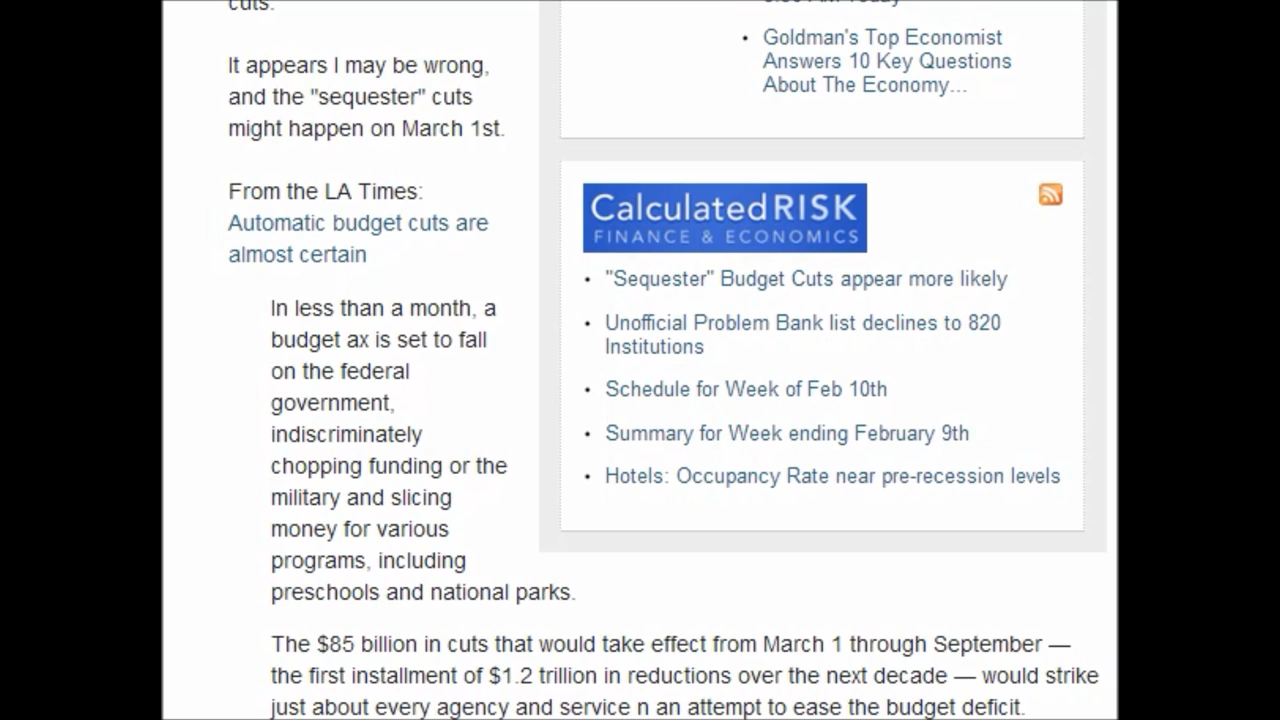 cuts.
It appears I may be wrong,
and the "sequester" cuts
might happen on March 1st.
From the LA Times:
Automatic budget cuts are
almost certain
In less than a month, a
budget ax is set to fall
on the federal
government,
indiscriminately
chopping funding or the
military and slicing
money for various
programs, including
preschools and national parks.
The $85 billion in cuts that would take effect from March 1 through September —
the first installment of $1.2 trillion in reductions over the next decade — would strike
just about every agency and service n an attempt to ease the budget deficit.
• Goldman's Top Economist
Answers 10 Key Questions
About The Economy...
CalculatedRISK
FINANCE & ECONOMICS
• "Sequester" Budget Cuts appear more likely
• Unofficial Problem Bank list declines to 820
Institutions
• Schedule for Week of Feb 10th
• Summary for Week ending February 9th
• Hotels: Occupancy Rate near pre-recession levels